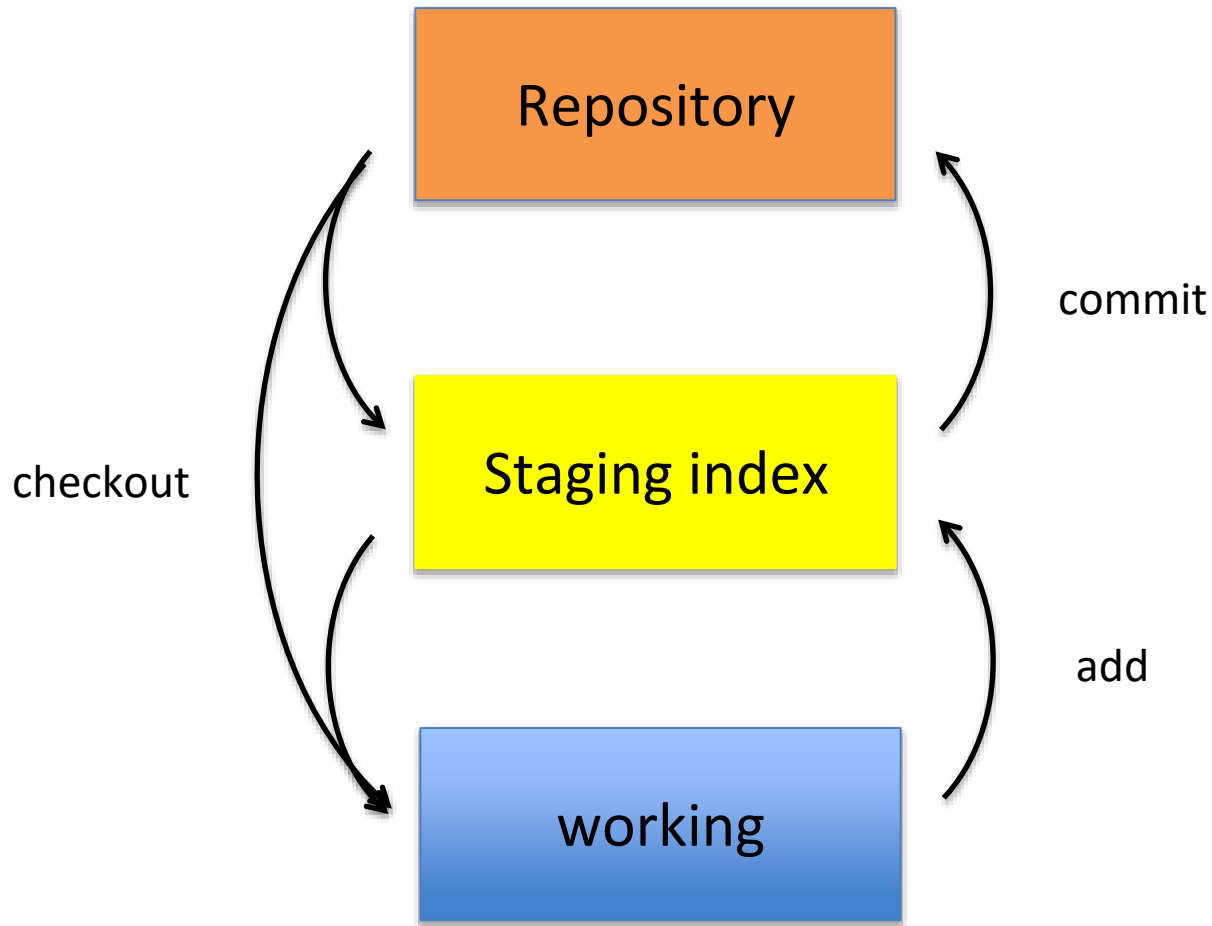 Repository
commit
Staging index
checkout
add
working